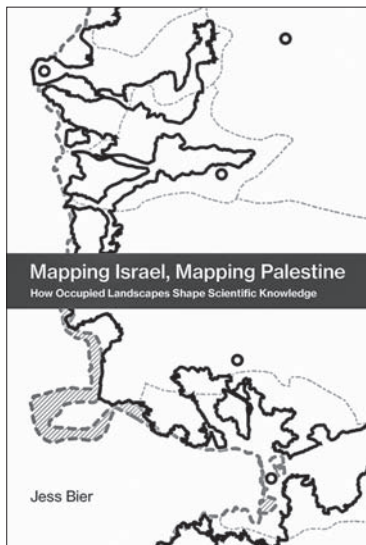 Mapping Israel, Mapping Palestine
How Occupied Landscapes Shape Scientific Knowledge
Jess Bier